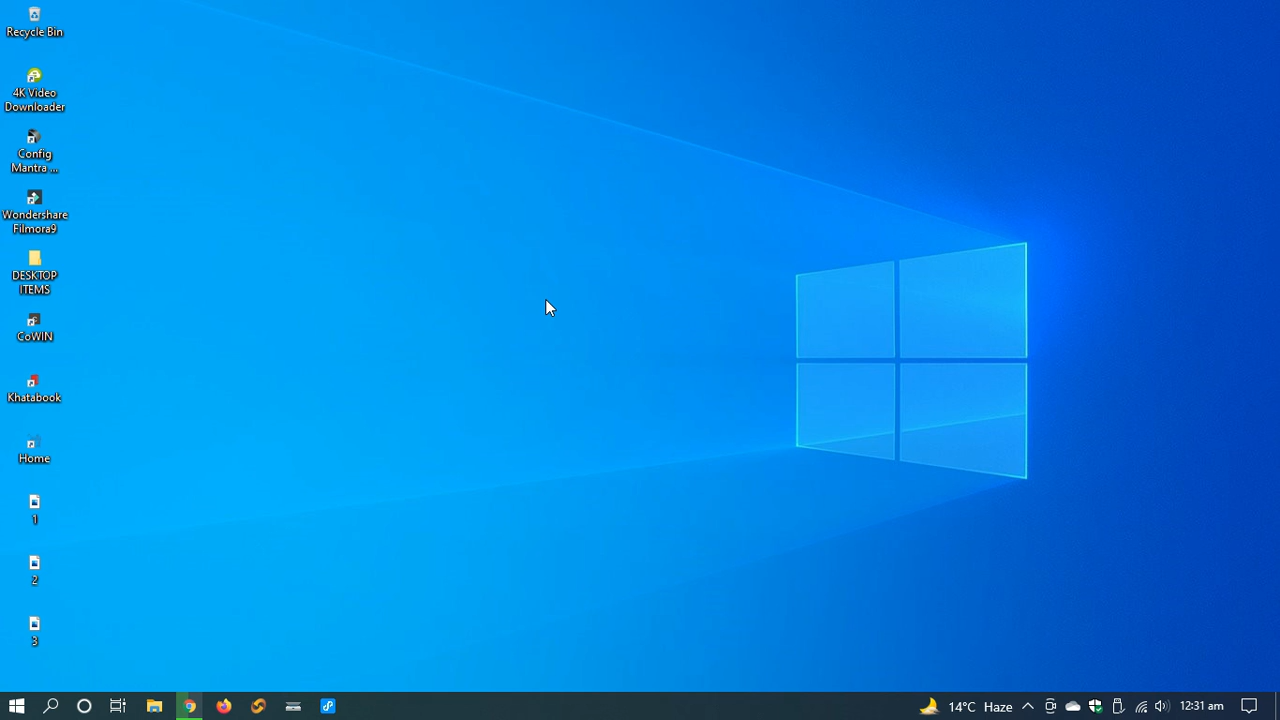 Recycle Bin
4K Video
Downloader
Config
Mantra ...
Wondershare
Filmora9
DESKTOP
ITEMS
CoWIN
Khatabook
Home
1
2
3
14°C Haze
12:31 am